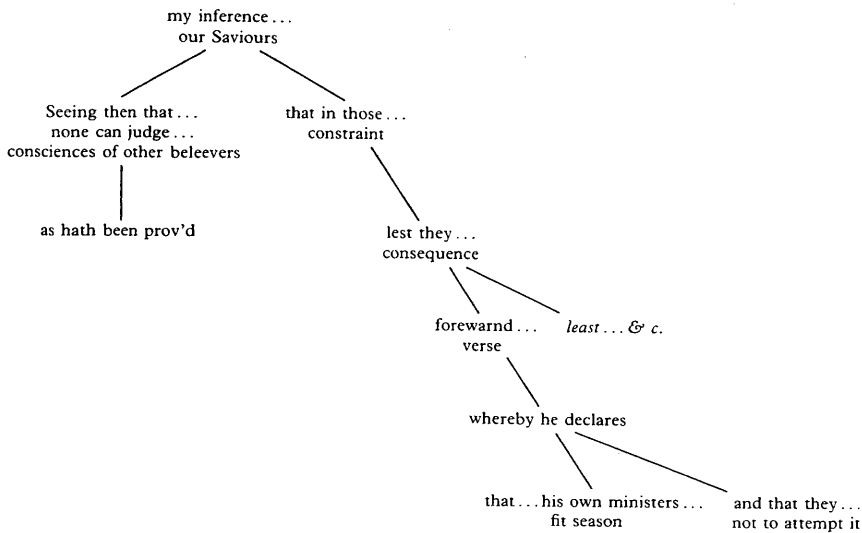 my inference...
our Saviours
Seeing then that...
none can judge...
consciences of other beleevers
that in those...
constraint
as hath been prov'd
lest they...
consequence
forewarnd...
verse
least...& c.
whereby he declares
that...his own ministers...
fit season
and that they...
not to attempt it